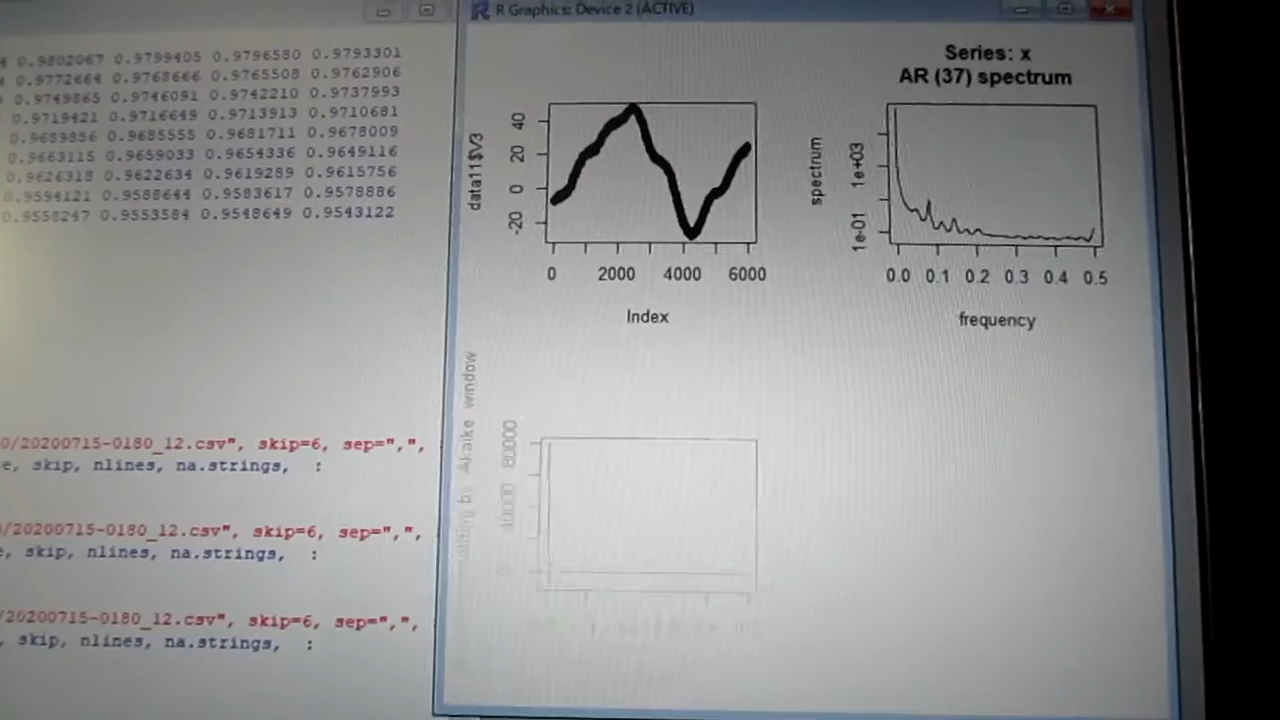 R Graphics: Device 2 (ACTIVE)
0.9802067 0.9799405 0.9796580 0.9793301
0.9772664 0.9768666 0.9765508 0.9762906
0.9749865 0.9746091 0.9742210 0.9737993
0.9719421 0.9716649 0.9713913 0.9710681
0.9689856 0.9685555 0.9681711 0.9678009
0.9663115 0.9659033 0.9654336 0.9649116
0.9626318 0.9622634 0.9619289 0.9615756
0.9594121 0.9588644 0.9583617 0.9578886
0.9558247 0.9553584 0.9548649 0.9543122
0/20200715-0180_12.csv", skip=6, sep=",",
e, skip, nlines, na.strings, :
/20200715-0180_12.csv", skip=6, sep=",",
e, skip, nlines, na.strings, :
/20200715-0180_12.csv", skip=6, sep=",",
, skip, nlines, na.strings, :
data11$V3
-20 0 20 40
0 2000 4000 6000
Index
Series: x
AR (37) spectrum
spectrum
1e-01 1e+03
0.0 0.1 0.2 0.3 0.4 0.5
frequency
Akaike window
0 40000 80000